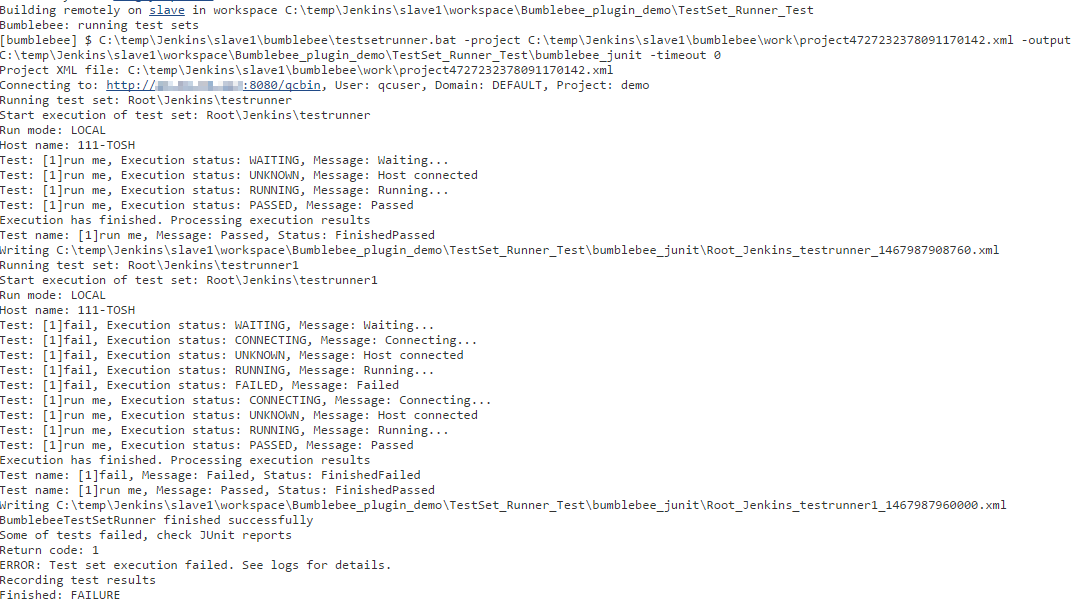 Building remotely on slave in workspace C:\temp\Jenkins\slave1\workspace\Bumblebee_plugin_demo\TestSet_Runner_Test
Bumblebee: running test sets
[bumblebee] $ C:\temp\Jenkins\slave1\bumblebee\testsetrunner.bat -project C:\temp\Jenkins\slave1\bumblebee\work\project4727232378091170142.xml -output
C:\temp\Jenkins\slave1\workspace\Bumblebee_plugin_demo\TestSet_Runner_Test\bumblebee_junit -timeout 0
Project XML file: C:\temp\Jenkins\slave1\bumblebee\work\project4727232378091170142.xml
Connecting to: http://:8080/qcbin, User: qcuser, Domain: DEFAULT, Project: demo
Running test set: Root\Jenkins\testrunner
Start execution of test set: Root\Jenkins\testrunner
Run mode: LOCAL
Host name: 111-TOSH
Test: [1]run me, Execution status: WAITING, Message: Waiting...
Test: [1]run me, Execution status: UNKNOWN, Message: Host connected
Test: [1]run me, Execution status: RUNNING, Message: Running...
Test: [1]run me, Execution status: PASSED, Message: Passed
Execution has finished. Processing execution results
Test name: [1]run me, Message: Passed, Status: FinishedPassed
Writing C:\temp\Jenkins\slave1\workspace\Bumblebee_plugin_demo\TestSet_Runner_Test\bumblebee_junit\Root_Jenkins_testrunner_1467987908760.xml
Running test set: Root\Jenkins\testrunner1
Start execution of test set: Root\Jenkins\testrunner1
Run mode: LOCAL
Host name: 111-TOSH
Test: [1]fail, Execution status: WAITING, Message: Waiting...
Test: [1]fail, Execution status: CONNECTING, Message: Connecting...
Test: [1]fail, Execution status: UNKNOWN, Message: Host connected
Test: [1]fail, Execution status: RUNNING, Message: Running...
Test: [1]fail, Execution status: FAILED, Message: Failed
Test: [1]run me, Execution status: CONNECTING, Message: Connecting...
Test: [1]run me, Execution status: UNKNOWN, Message: Host connected
Test: [1]run me, Execution status: RUNNING, Message: Running...
Test: [1]run me, Execution status: PASSED, Message: Passed
Execution has finished. Processing execution results
Test name: [1]fail, Message: Failed, Status: FinishedFailed
Test name: [1]run me, Message: Passed, Status: FinishedPassed
Writing C:\temp\Jenkins\slave1\workspace\Bumblebee_plugin_demo\TestSet_Runner_Test\bumblebee_junit\Root_Jenkins_testrunner1_1467987960000.xml
BumblebeeTestSetRunner finished successfully
Some of tests failed, check JUnit reports
Return code: 1
ERROR: Test set execution failed. See logs for details.
Recording test results
Finished: FAILURE